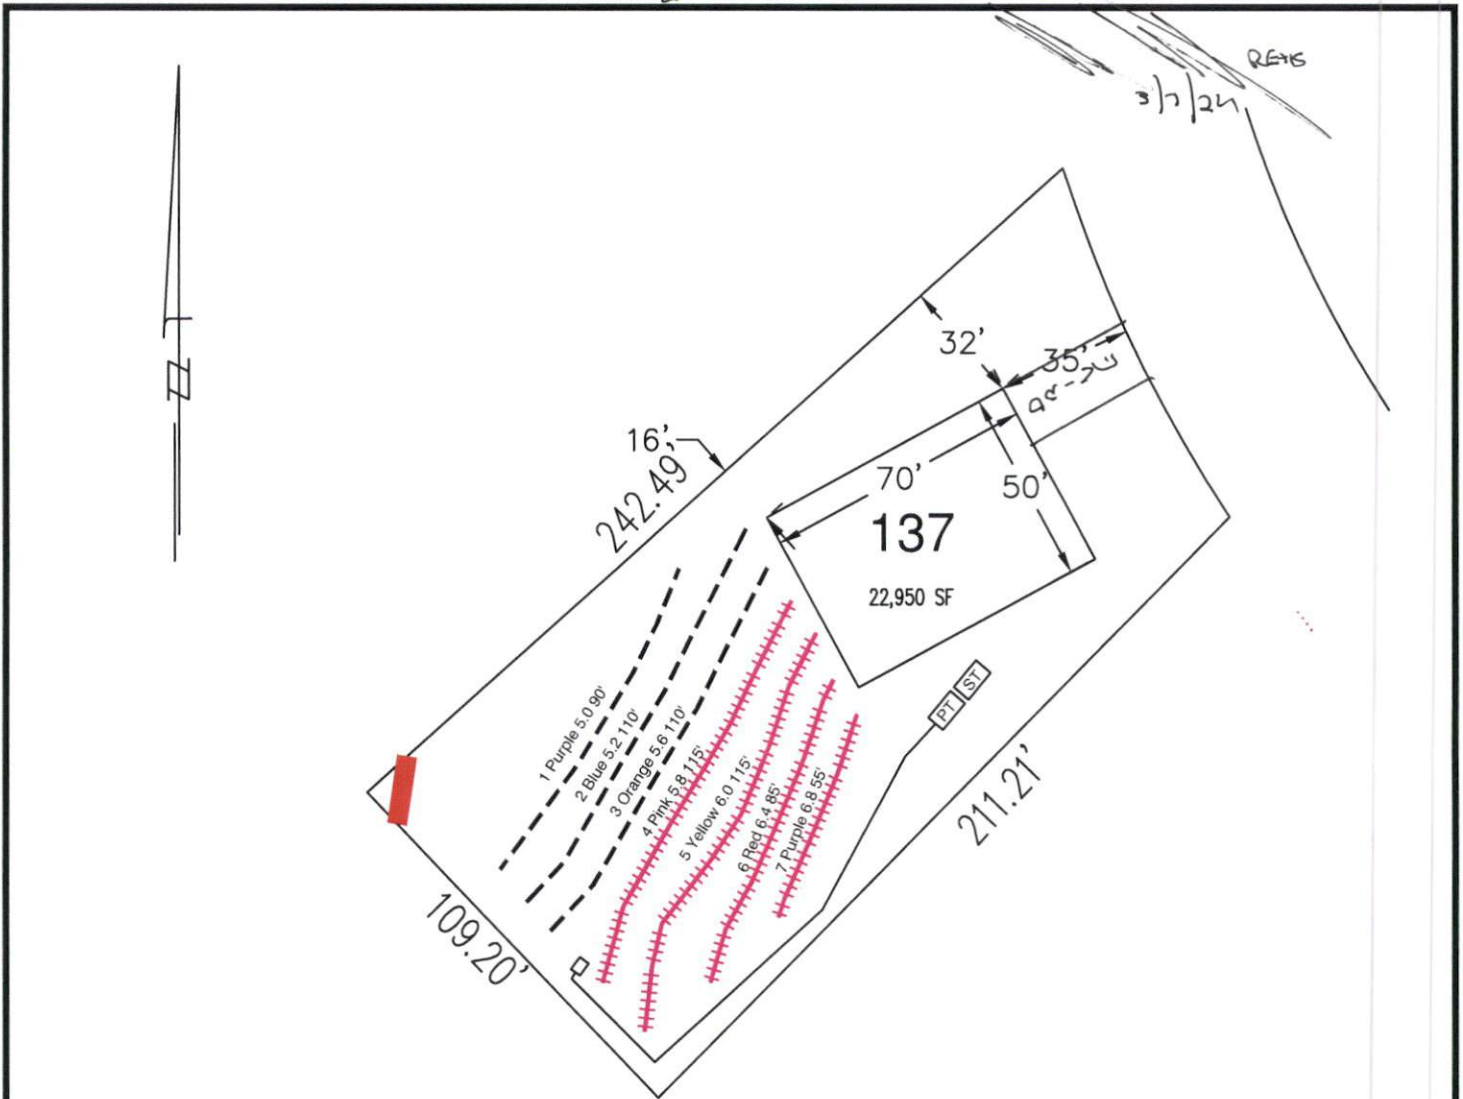 REHS
3/7/24
N
32'
35'
DRIVE
16'
242.49'
70'
50'
137
22,950 SF
1 Purple 5.0 90'
2 Blue 5.2 110'
3 Orange 5.6 110'
4 Pink 5.8 115'
5 Yellow 6.0 115'
6 Red 6.4 85'
7 Purple 6.8 55'
ST
PT
211.21'
109.20'